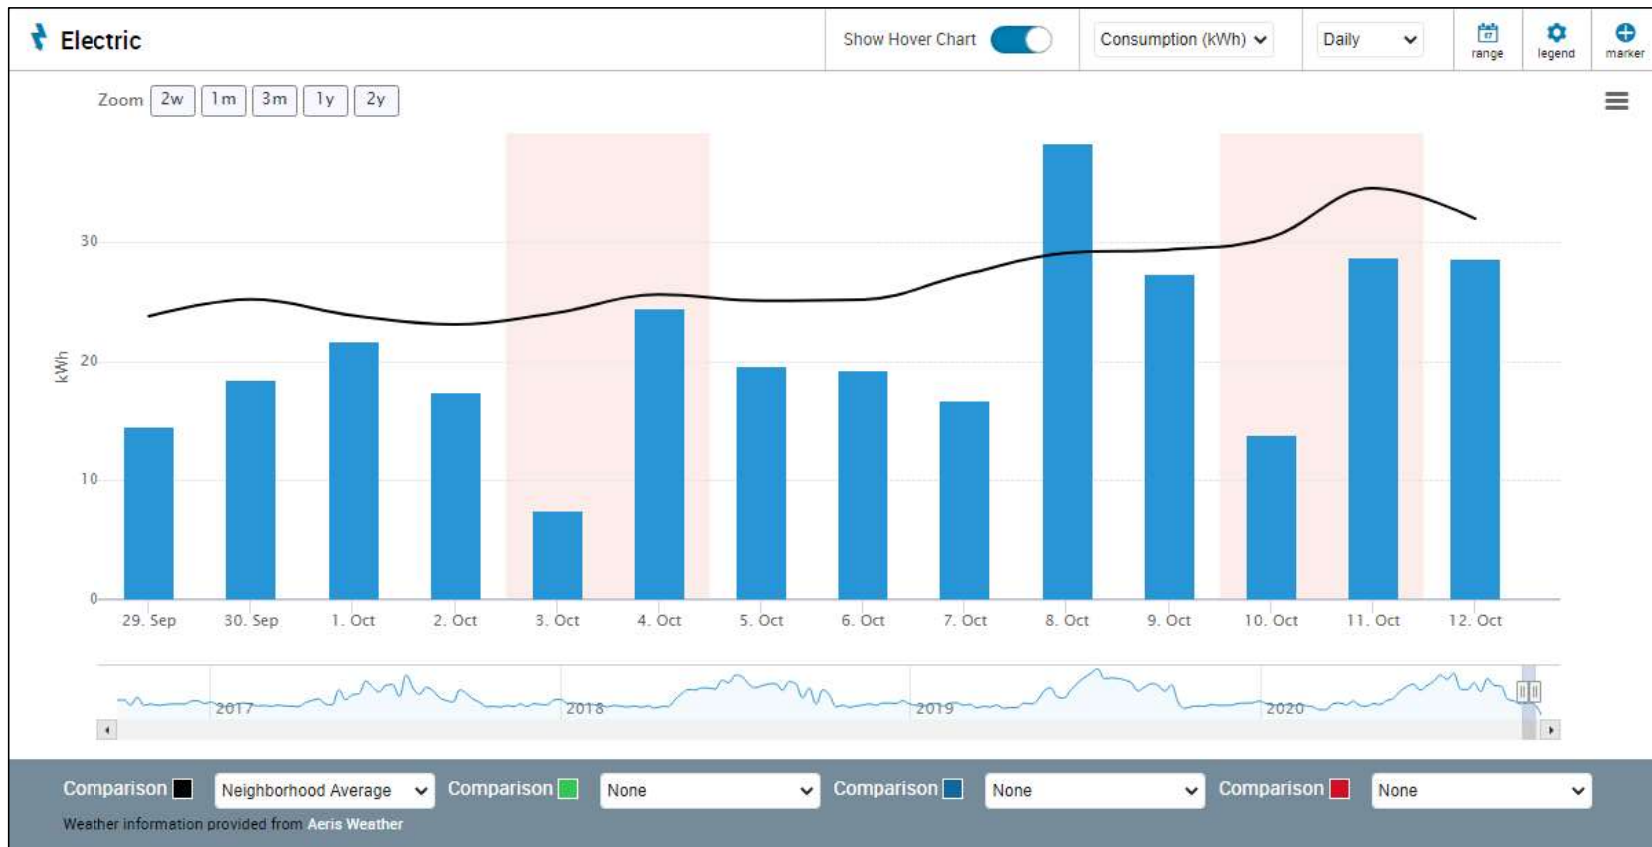 Electric
Show Hover Chart
Consumption (kWh)
Daily
range
legend
marker
Zoom 2w 1m 3m 1y 2y
kWh
30
20
10
0
29. Sep 30. Sep 1. Oct 2. Oct 3. Oct 4. Oct 5. Oct 6. Oct 7. Oct 8. Oct 9. Oct 10. Oct 11. Oct 12. Oct
2017 2018 2019 2020
Comparison Neighborhood Average Comparison None Comparison None Comparison None
Weather information provided from Aeris Weather